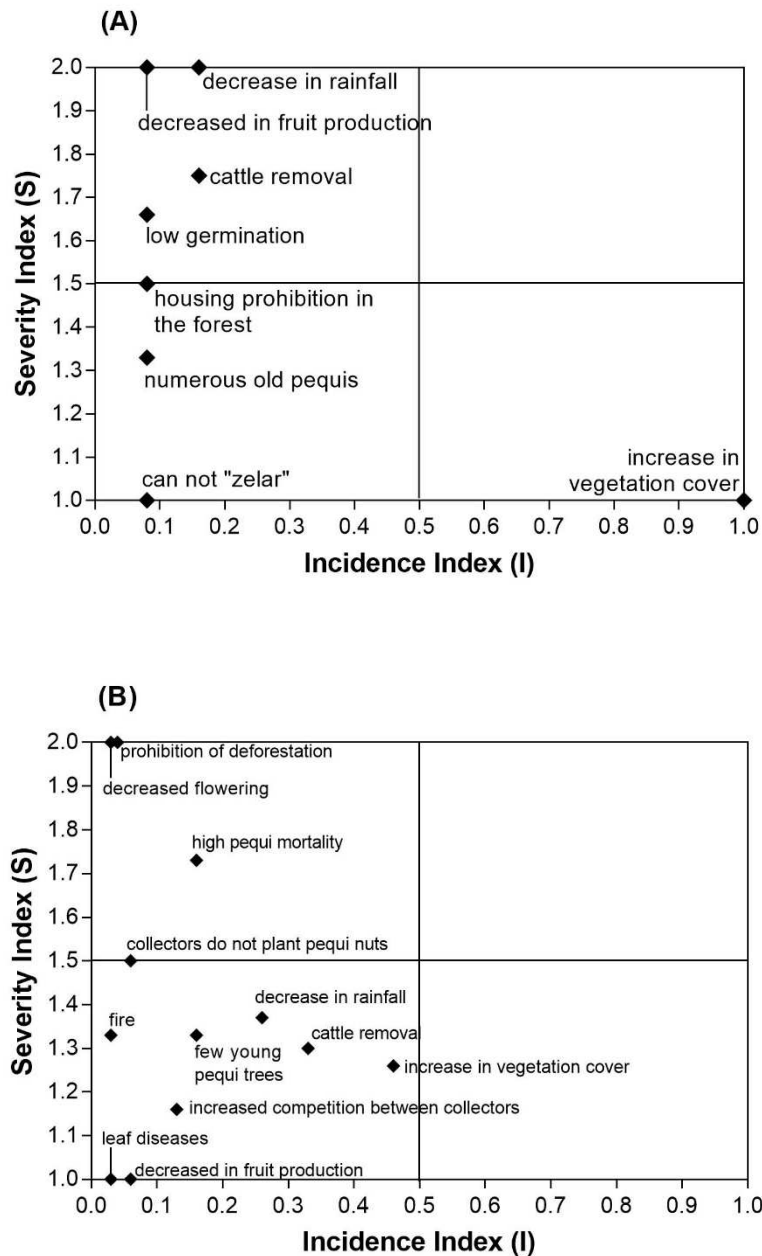 (A)
2.0
decrease in rainfall
1.9
decreased in fruit production
1.8
cattle removal
1.7
low germination
1.6
Severity Index (S)
1.5
housing prohibition in
the forest
1.4
1.3
numerous old pequis
1.2
1.1
can not "zelar"
increase in
vegetation cover
1.0
0.0 0.1 0.2 0.3 0.4 0.5 0.6 0.7 0.8 0.9 1.0
Incidence Index (I)
(B)
2.0
prohibition of deforestation
1.9
decreased flowering
1.8
high pequi mortality
1.7
1.6
Severity Index (S)
collectors do not plant pequi nuts
1.5
1.4
decrease in rainfall
fire
cattle removal
1.3
few young
pequi trees
increase in vegetation cover
1.2
increased competition between collectors
1.1
leaf diseases
decreased in fruit production
1.0
0.0 0.1 0.2 0.3 0.4 0.5 0.6 0.7 0.8 0.9 1.0
Incidence Index (I)